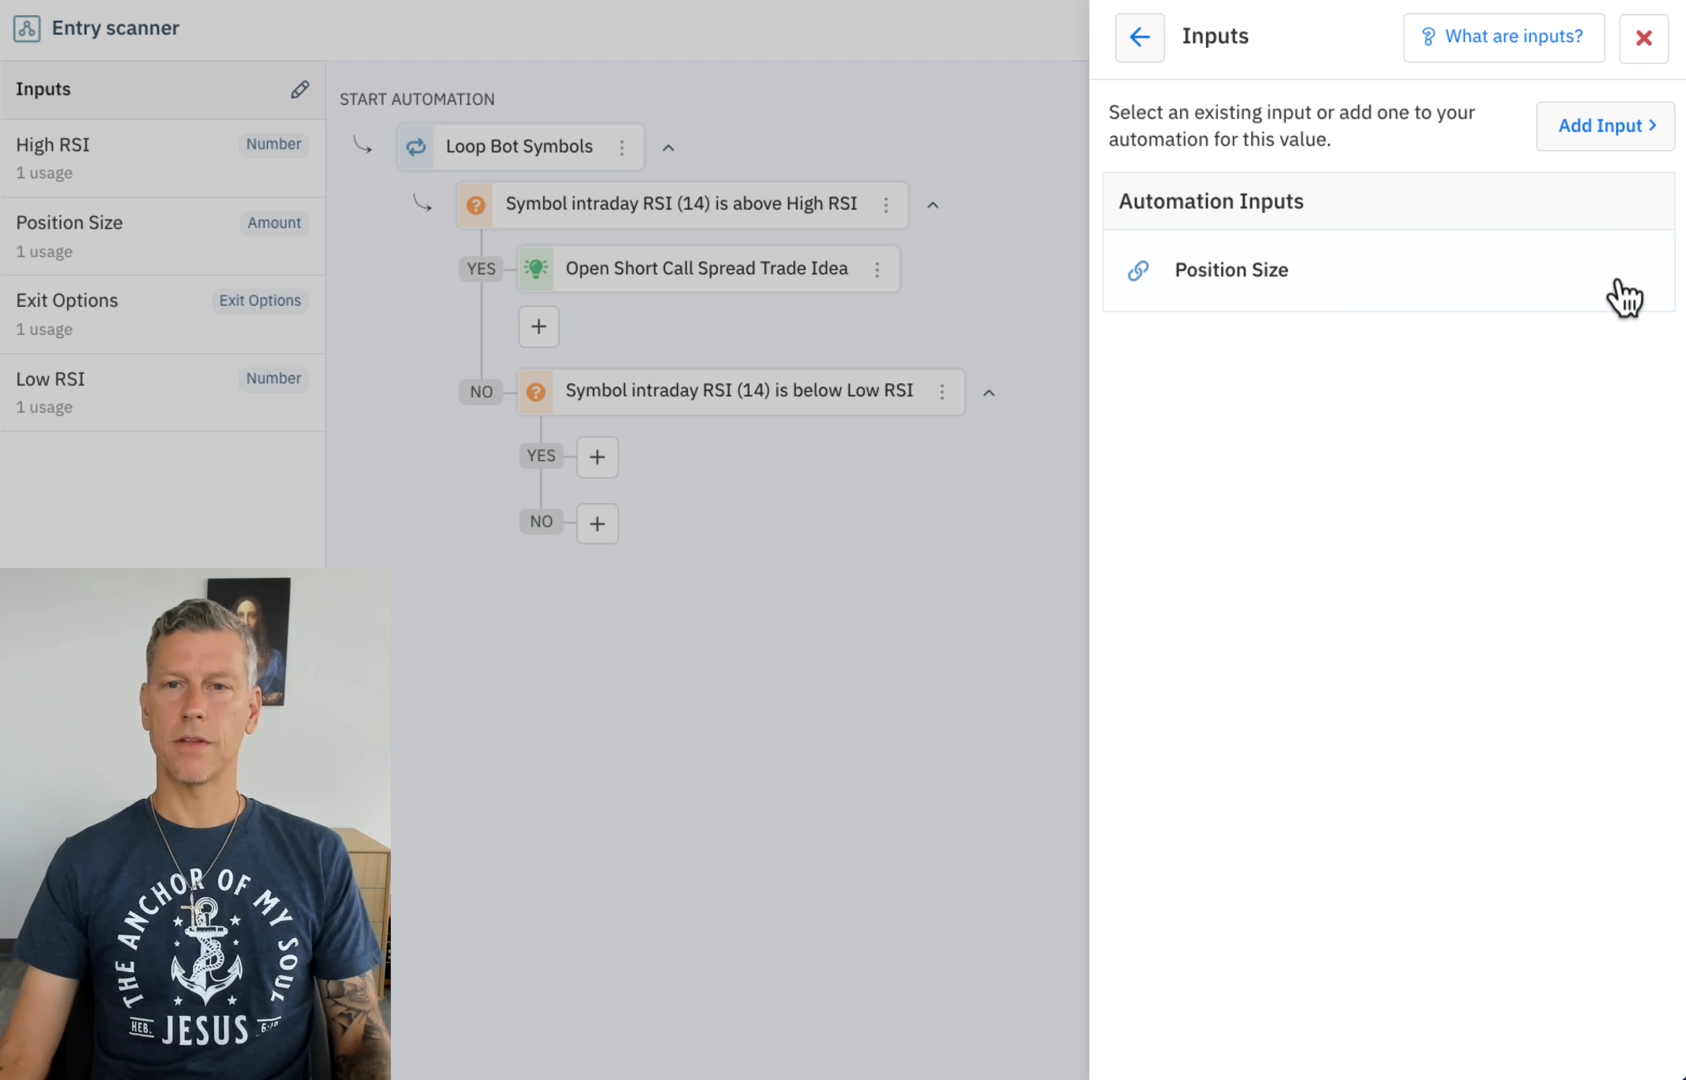 Entry scanner
Inputs
High RSI Number
1 usage
Position Size Amount
1 usage
Exit Options Exit Options
1 usage
Low RSI Number
1 usage
START AUTOMATION
Loop Bot Symbols
Symbol intraday RSI (14) is above High RSI
YES Open Short Call Spread Trade Idea
NO Symbol intraday RSI (14) is below Low RSI
YES
NO
Inputs
What are inputs?
Select an existing input or add one to your
automation for this value.
Add Input
Automation Inputs
Position Size
THE ANCHOR OF MY SOUL
HEB. JESUS